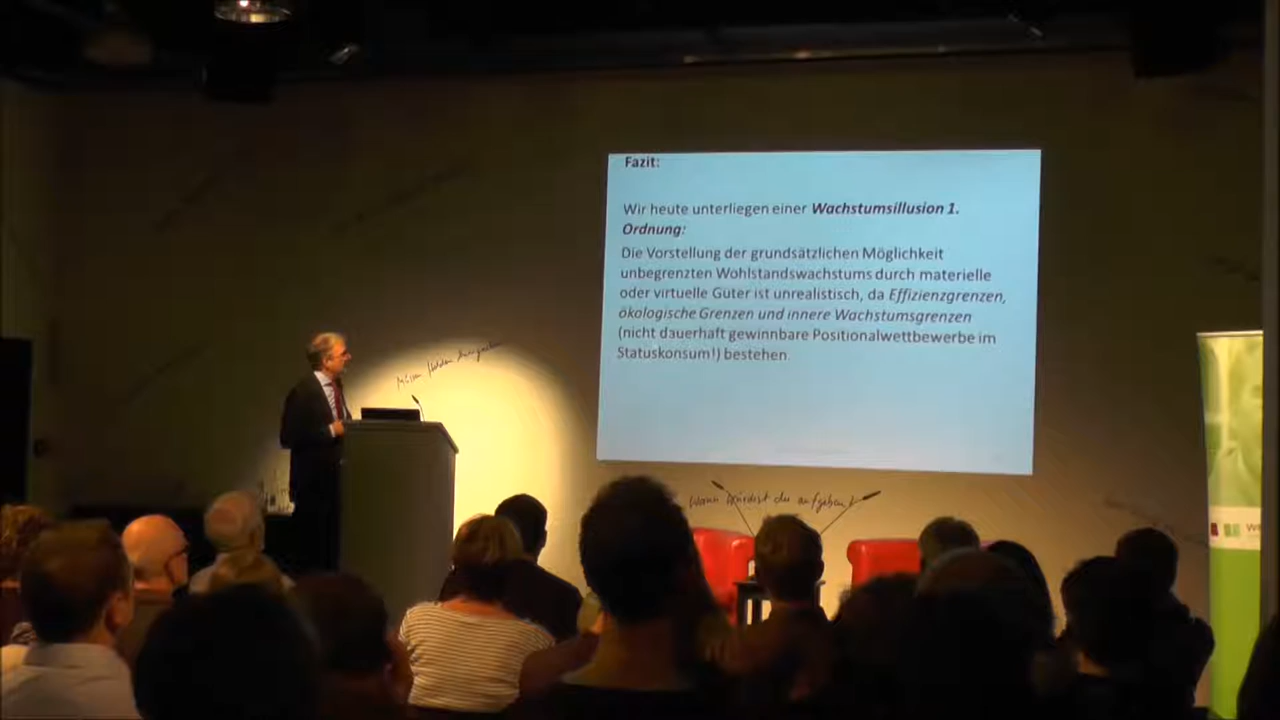 Fazit:
Wir heute unterliegen einer Wachstumsillusion 1.
Ordnung:
Die Vorstellung der grundsätzlichen Möglichkeit
unbegrenzten Wohlstandswachstums durch materielle
oder virtuelle Güter ist unrealistisch, da Effizienzgrenzen,
ökologische Grenzen und innere Wachstumsgrenzen
(nicht dauerhaft gewinnbare Positionalwettbewerbe im
Statuskonsum!) bestehen.
Müssen Helden
Wann würdest du aufgeben?